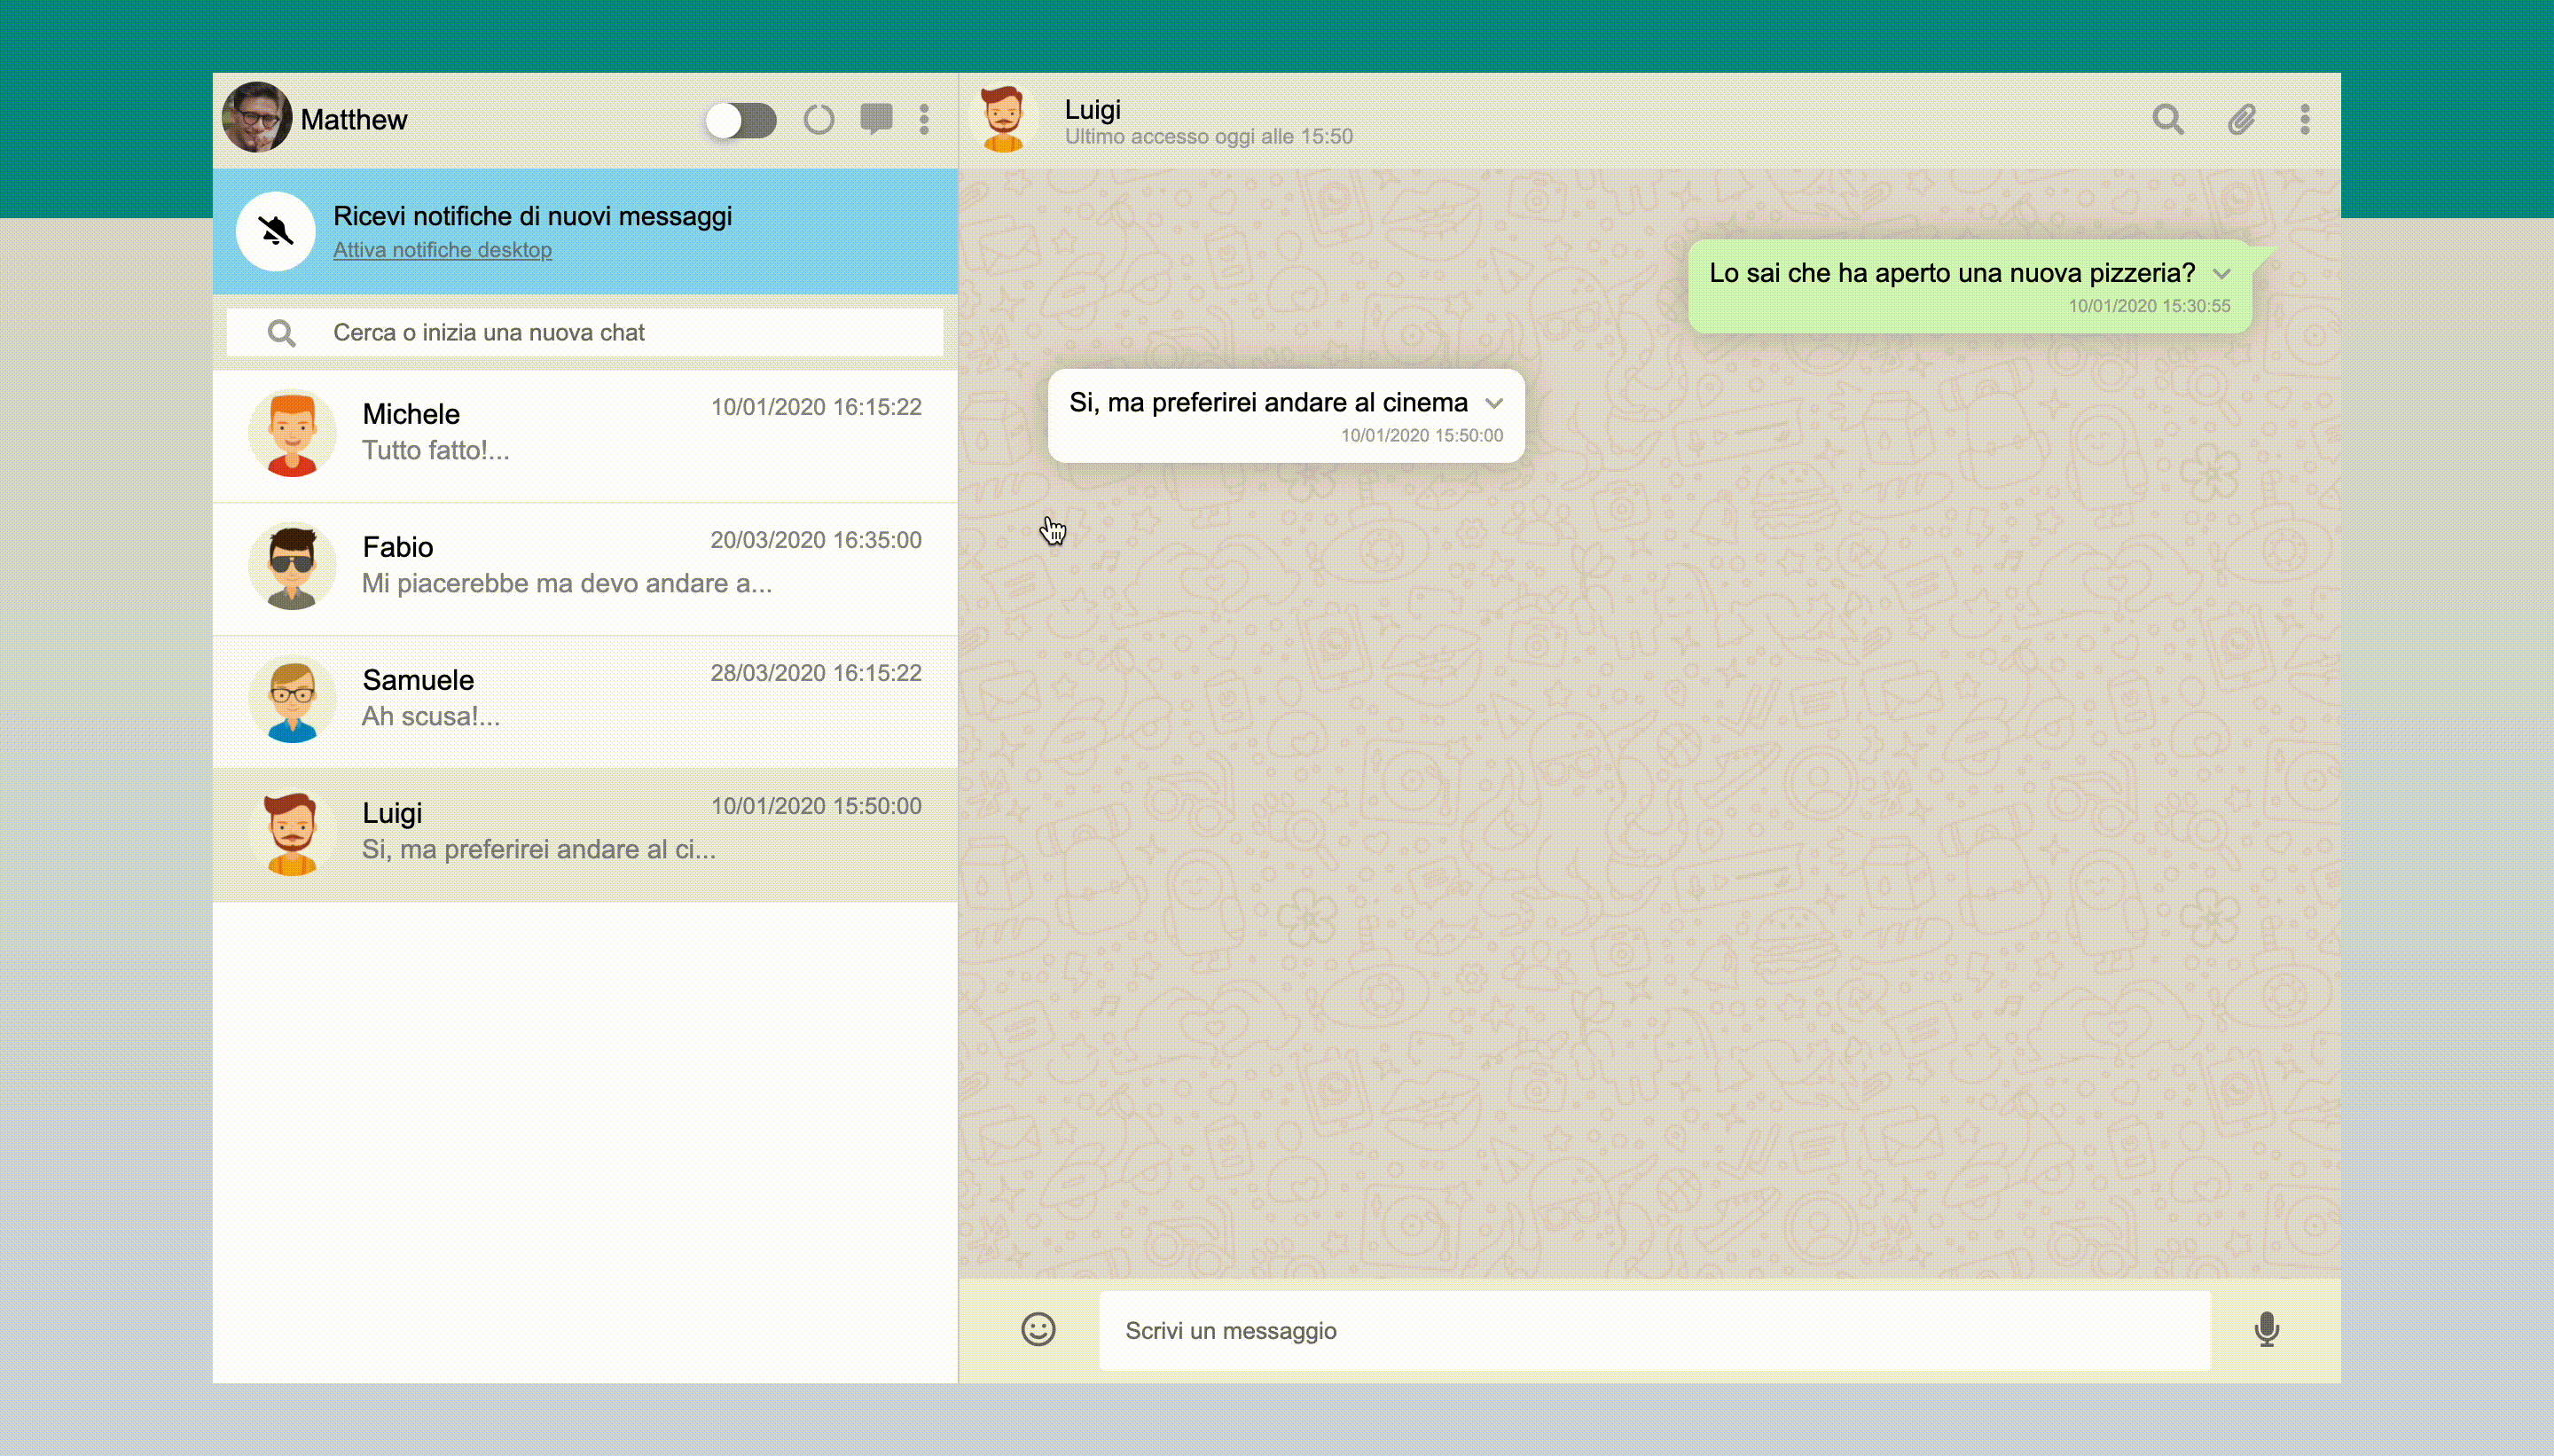 Matthew
Ricevi notifiche di nuovi messaggi
Attiva notifiche desktop
Cerca o inizia una nuova chat
Michele
10/01/2020 16:15:22
Tutto fatto!...
Fabio
20/03/2020 16:35:00
Mi piacerebbe ma devo andare a...
Samuele
28/03/2020 16:15:22
Ah scusa!...
Luigi
10/01/2020 15:50:00
Si, ma preferirei andare al ci...
Luigi
Ultimo accesso oggi alle 15:50
Lo sai che ha aperto una nuova pizzeria?
10/01/2020 15:30:55
Si, ma preferirei andare al cinema
10/01/2020 15:50:00
Scrivi un messaggio